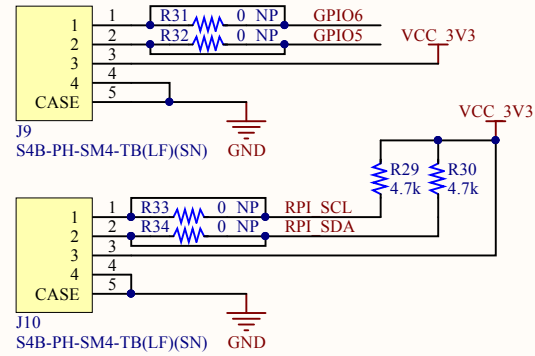 1 1 R31 0 NP GPIO6
2 2 R32 0 NP GPIO5 VCC_3V3
3 3
4 4
CASE 5
J9
S4B-PH-SM4-TB(LF)(SN) GND
VCC_3V3
R29 R30
4.7k 4.7k
1 1 R33 0 NP RPI_SCL
2 2 R34 0 NP RPI_SDA
3 3
4 4
CASE 5
J10
S4B-PH-SM4-TB(LF)(SN) GND